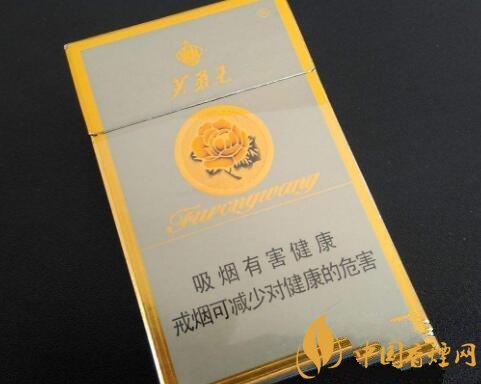 芙蓉王
Furongwang
吸烟有害健康
戒烟可减少对健康的危害
中国香烟网